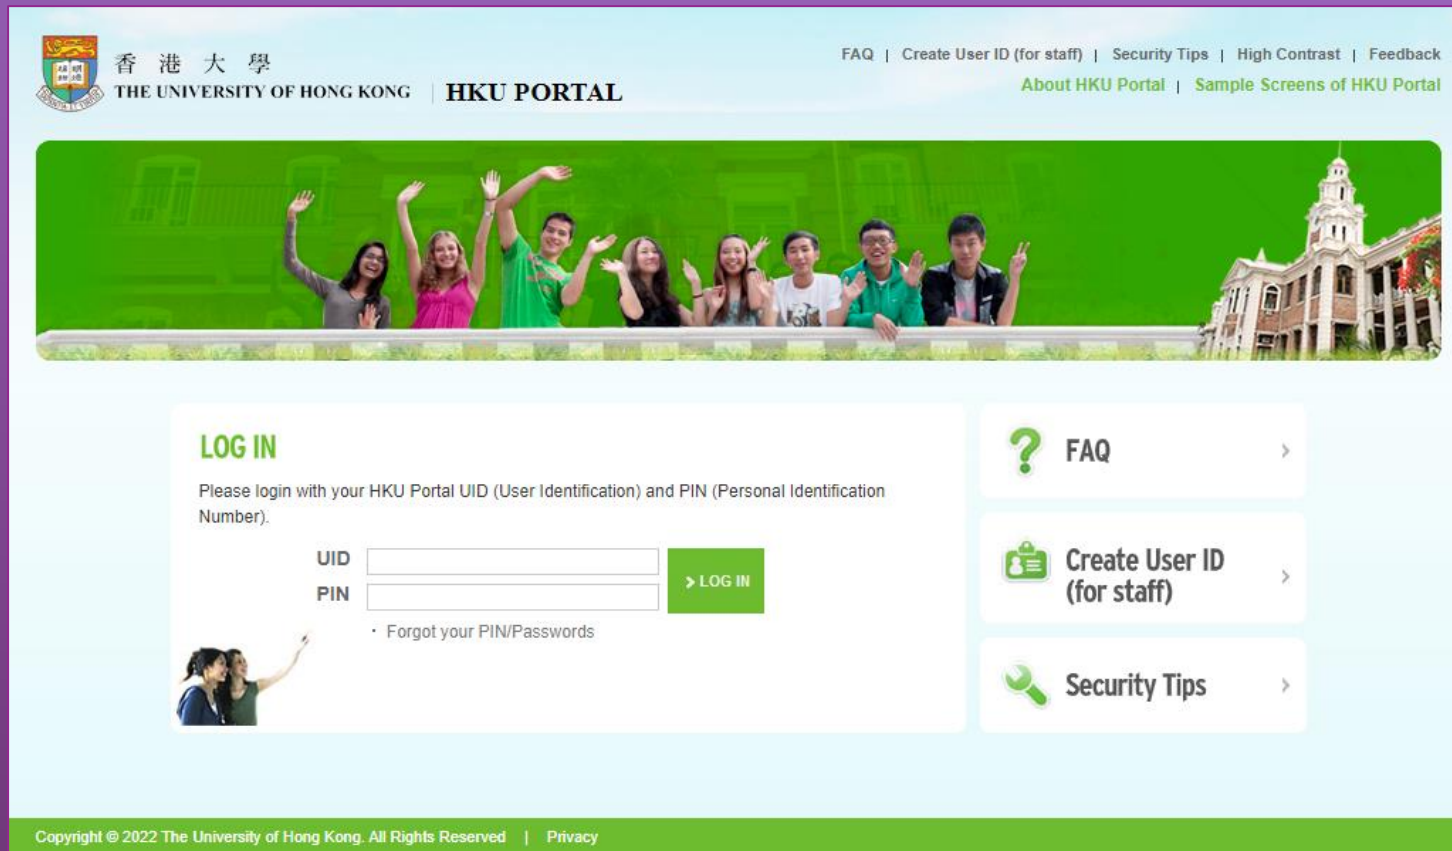 香港大學
THE UNIVERSITY OF HONG KONG
HKU PORTAL
FAQ | Create User ID (for staff) | Security Tips | High Contrast | Feedback
About HKU Portal | Sample Screens of HKU Portal
LOG IN
Please login with your HKU Portal UID (User Identification) and PIN (Personal Identification
Number).
UID
PIN
LOG IN
Forgot your PIN/Passwords
FAQ
Create User ID
(for staff)
Security Tips
Copyright © 2022 The University of Hong Kong. All Rights Reserved | Privacy